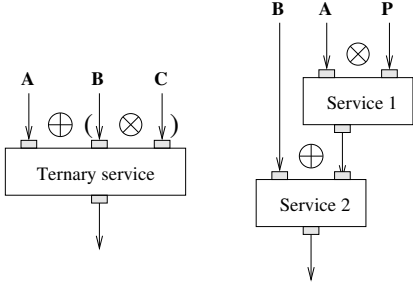 A B C
( )
Ternary service
B A P
Service 1
Service 2